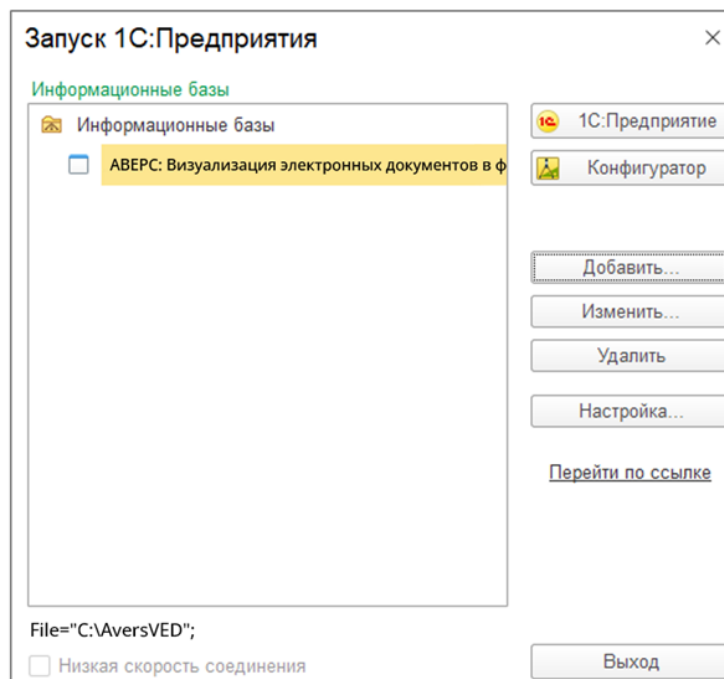 Запуск 1С:Предприятия
Информационные базы
Информационные базы
АВЕРС: Визуализация электронных документов в ф
1С:Предприятие
Конфигуратор
Добавить...
Изменить...
Удалить
Настройка...
Перейти по ссылке
File="C:\AversVED";
Низкая скорость соединения
Выход